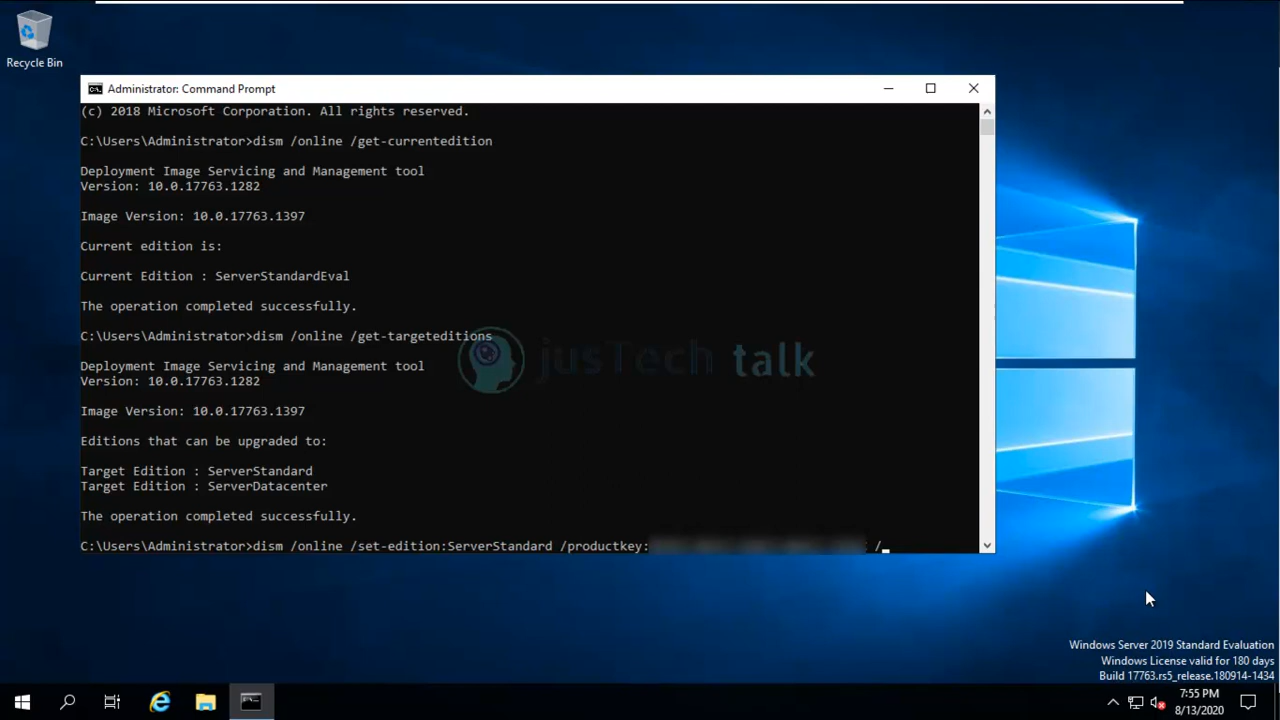 Recycle Bin
Administrator: Command Prompt
(c) 2018 Microsoft Corporation. All rights reserved.
C:\Users\Administrator>dism /online /get-currentedition
Deployment Image Servicing and Management tool
Version: 10.0.17763.1282
Image Version: 10.0.17763.1397
Current edition is:
Current Edition : ServerStandardEval
The operation completed successfully.
C:\Users\Administrator>dism /online /get-targeteditions
Deployment Image Servicing and Management tool
Version: 10.0.17763.1282
jusTech talk
Image Version: 10.0.17763.1397
Editions that can be upgraded to:
Target Edition : ServerStandard
Target Edition : ServerDatacenter
The operation completed successfully.
C:\Users\Administrator>dism /online /set-edition:ServerStandard /productkey: /_
Windows Server 2019 Standard Evaluation
Windows License valid for 180 days
Build 17763.rs5_release.180914-1434
7:55 PM
8/13/2020